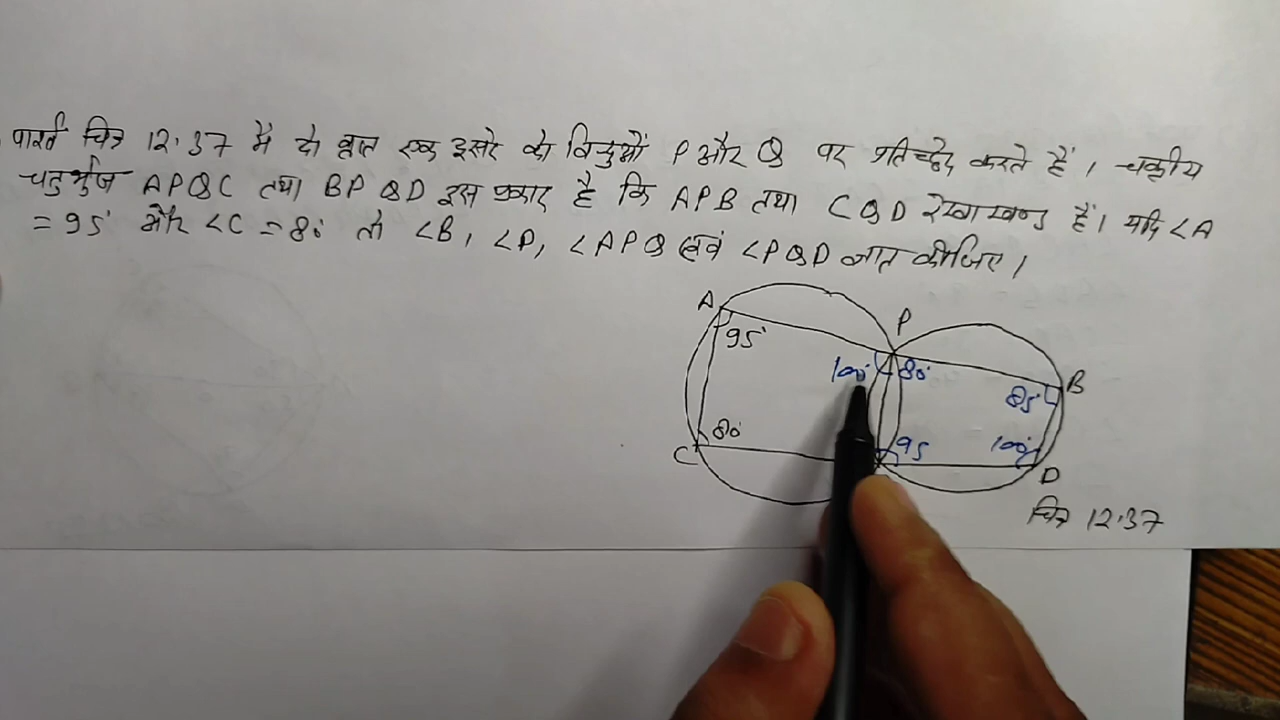 पार्श्व चित्र 12.37 में दो वृत्त एक दूसरे को बिन्दुओं P और Q पर प्रतिच्छेद करते हैं। चक्रीय
चतुर्भुज APQC तथा BPQD इस प्रकार है कि APB तथा CQD रेखाखण्ड हैं। यदि ∠A
= 95° और ∠C = 80° तो ∠B, ∠D, ∠APQ एवं ∠PQD ज्ञात कीजिए।
A
P
95°
100°
80°
B
85°
80°
95
100°
C
D
चित्र 12.37